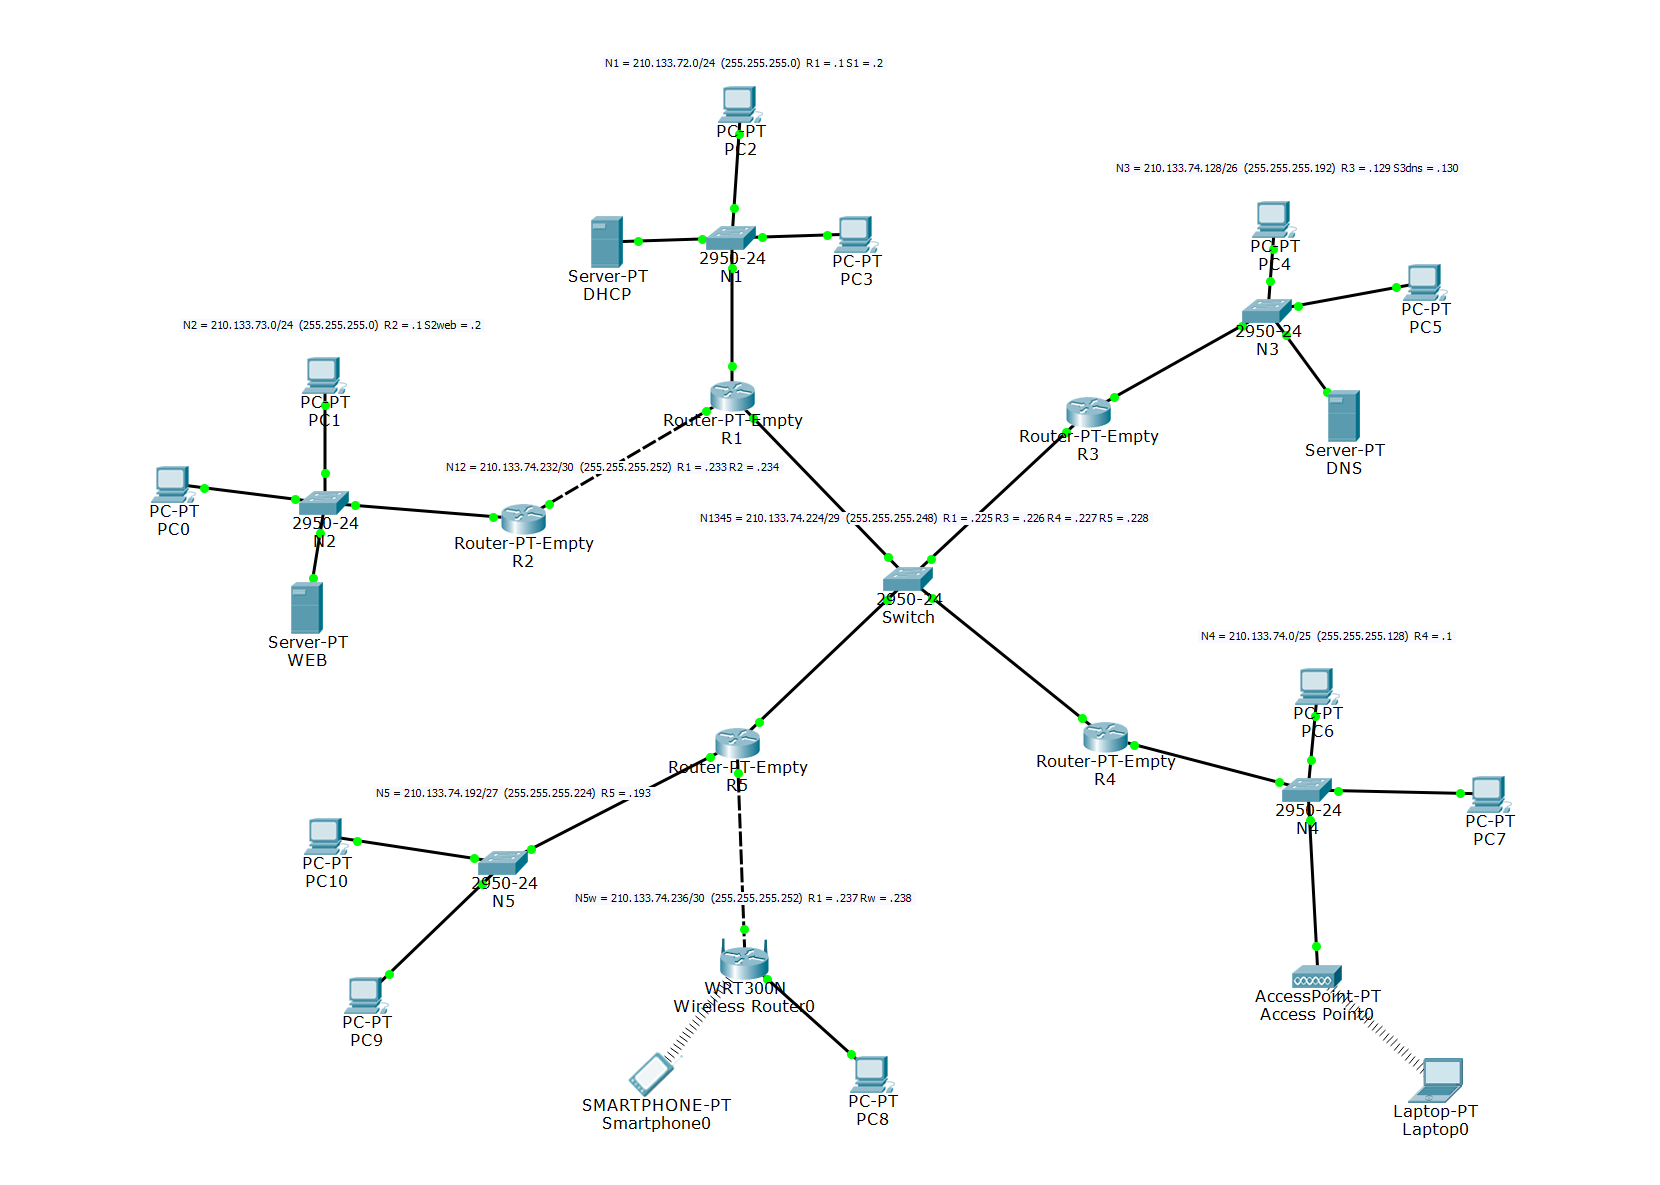 N1 = 210.133.72.0/24 (255.255.255.0) R1 = .1 S1 = .2
PC-PT
PC2
N3 = 210.133.74.128/26 (255.255.255.192) R3 = .129 S3dns = .130
PC-PT
PC4
Server-PT
DHCP
2950-24
N1
PC-PT
PC3
PC-PT
PC5
2950-24
N3
N2 = 210.133.73.0/24 (255.255.255.0) R2 = .1 S2web = .2
PC-PT
PC1
Router-PT-Empty
R1
Router-PT-Empty
R3
Server-PT
DNS
N12 = 210.133.74.232/30 (255.255.255.252) R1 = .233 R2 = .234
PC-PT
PC0
2950-24
N2
Router-PT-Empty
R2
N1345 = 210.133.74.224/29 (255.255.255.248) R1 = .225 R3 = .226 R4 = .227 R5 = .228
2950-24
Switch
Server-PT
WEB
N4 = 210.133.74.0/25 (255.255.255.128) R4 = .1
PC-PT
PC6
Router-PT-Empty
R5
Router-PT-Empty
R4
N5 = 210.133.74.192/27 (255.255.255.224) R5 = .193
2950-24
N4
PC-PT
PC7
PC-PT
PC10
2950-24
N5
N5w = 210.133.74.236/30 (255.255.255.252) R1 = .237 Rw = .238
WRT300N
Wireless Router0
AccessPoint-PT
Access Point0
PC-PT
PC9
SMARTPHONE-PT
Smartphone0
PC-PT
PC8
Laptop-PT
Laptop0